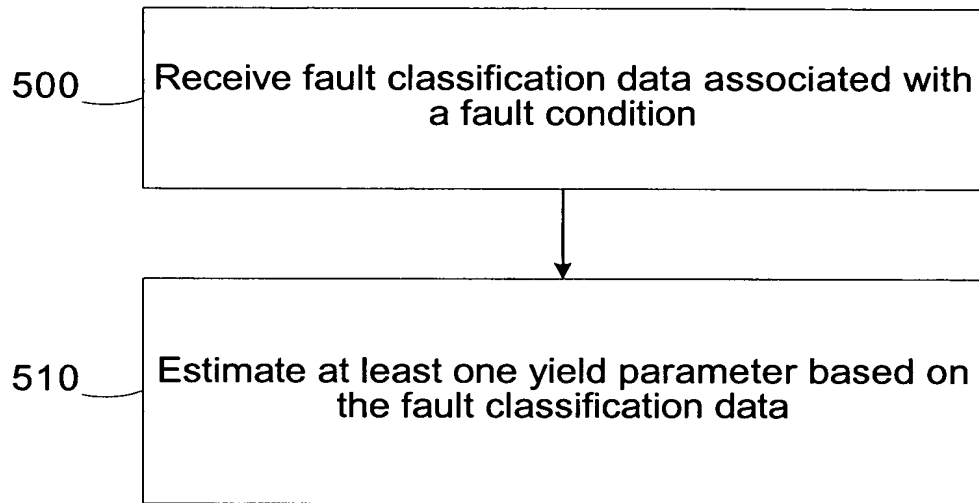 500
Receive fault classification data associated with
a fault condition
510
Estimate at least one yield parameter based on
the fault classification data